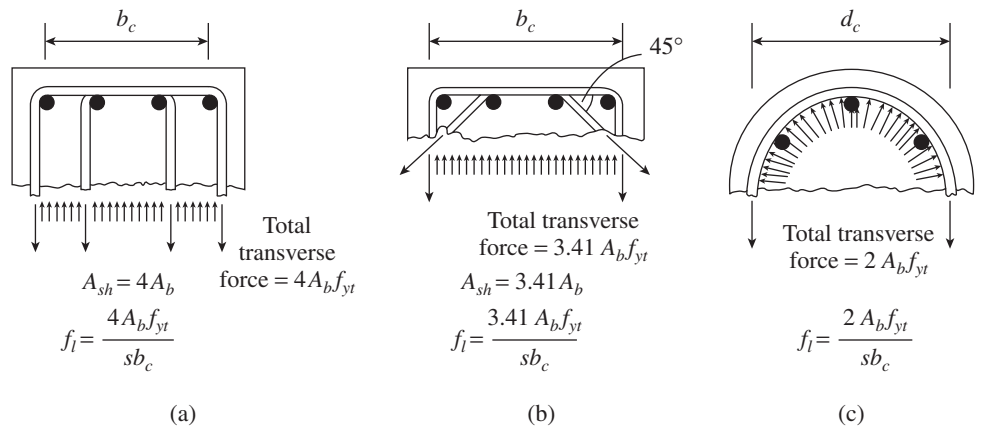 b_c
b_c
d_c
45°
Total
transverse
force = 4A_b f_yt
A_sh = 4A_b
f_l = 4A_b f_yt / sb_c
(a)
Total transverse
force = 3.41 A_b f_yt
A_sh = 3.41A_b
f_l = 3.41 A_b f_yt / sb_c
(b)
Total transverse
force = 2 A_b f_yt
f_l = 2 A_b f_yt / sb_c
(c)